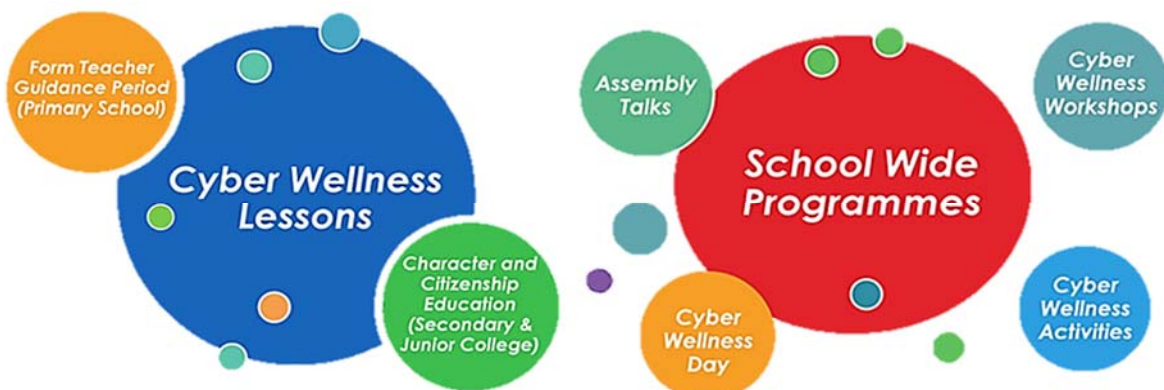 Form Teacher
Guidance Period
(Primary School)
Cyber Wellness
Lessons
Character and
Citizenship
Education
(Secondary &
Junior College)
Assembly
Talks
School Wide
Programmes
Cyber
Wellness
Workshops
Cyber
Wellness
Day
Cyber
Wellness
Activities